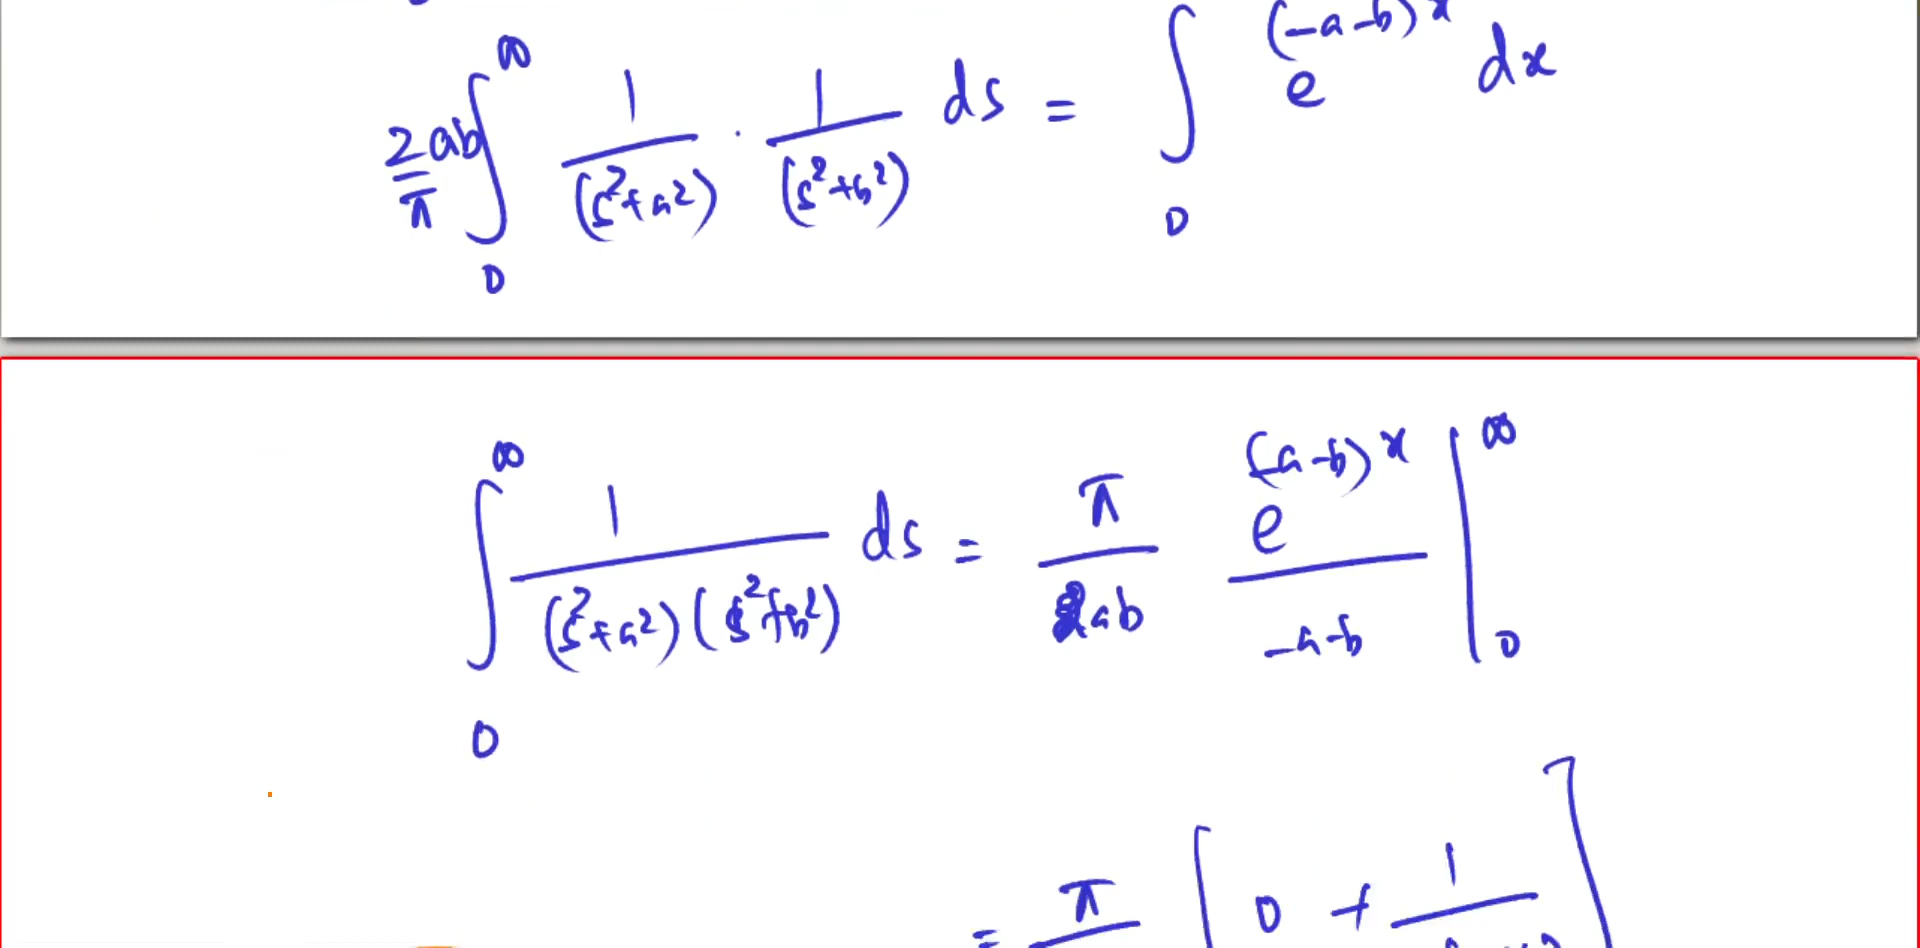 2ab/π ∫₀^∞ 1/(s²+a²) · 1/(s²+b²) ds = ∫₀ e^((-a-b)x) dx
∫₀^∞ 1/((s²+a²)(s²+b²)) ds = π/2ab e^((-a-b)x)/(-a-b) |₀^∞
= π [ 0 + 1